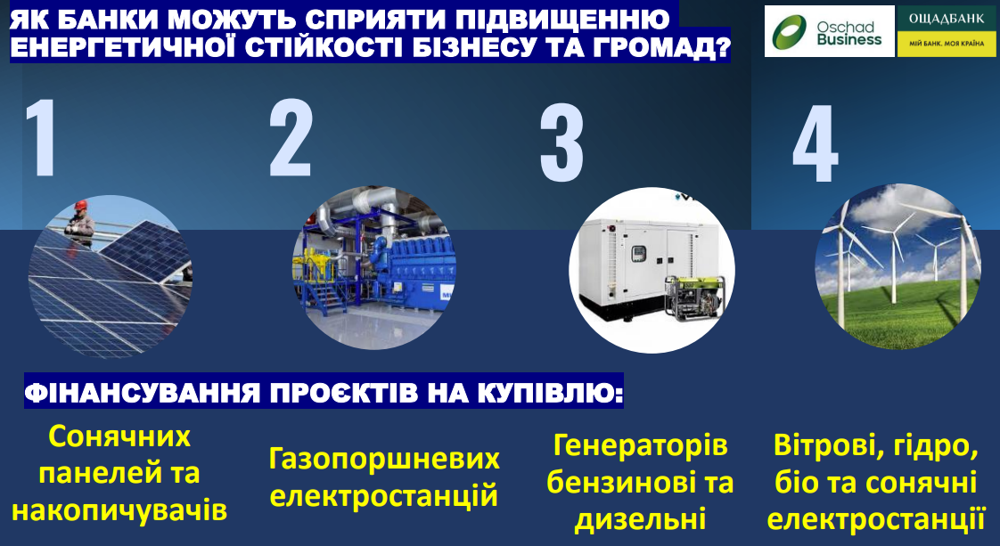 ЯК БАНКИ МОЖУТЬ СПРИЯТИ ПІДВИЩЕННЮ
ЕНЕРГЕТИЧНОЇ СТІЙКОСТІ БІЗНЕСУ ТА ГРОМАД?
Oschad
Business
ОЩАДБАНК
МІЙ БАНК. МОЯ КРАЇНА
1
2
3
4
ФІНАНСУВАННЯ ПРОЄКТІВ НА КУПІВЛЮ:
Сонячних
панелей та
накопичувачів
Газопоршневих
електростанцій
Генераторів
бензинові та
дизельні
Вітрові, гідро,
біо та сонячні
електростанції